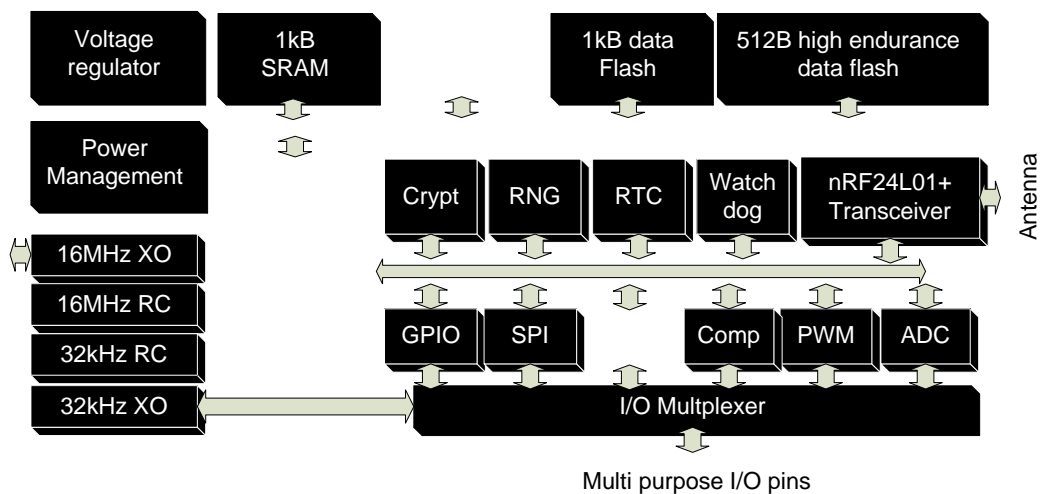 Voltage
regulator
1kB
SRAM
1kB data
Flash
512B high endurance
data flash
Power
Management
Crypt
RNG
RTC
Watch
dog
nRF24L01+
Transceiver
Antenna
16MHz XO
16MHz RC
32kHz RC
32kHz XO
GPIO
SPI
Comp
PWM
ADC
I/O Multplexer
Multi purpose I/O pins